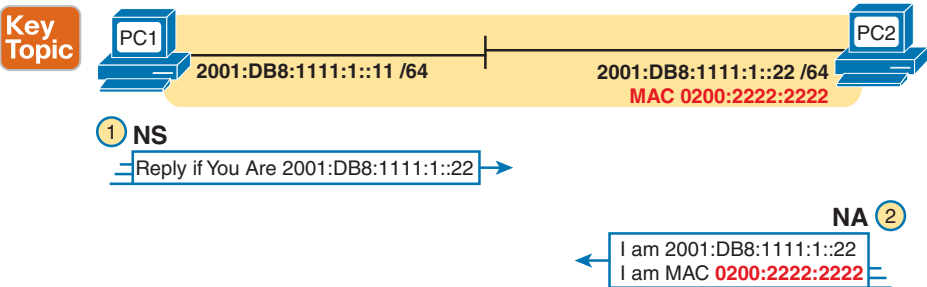 Key
Topic
PC1
PC2
2001:DB8:1111:1::11 /64
2001:DB8:1111:1::22 /64
MAC 0200:2222:2222
1 NS
Reply if You Are 2001:DB8:1111:1::22
NA 2
I am 2001:DB8:1111:1::22
I am MAC 0200:2222:2222